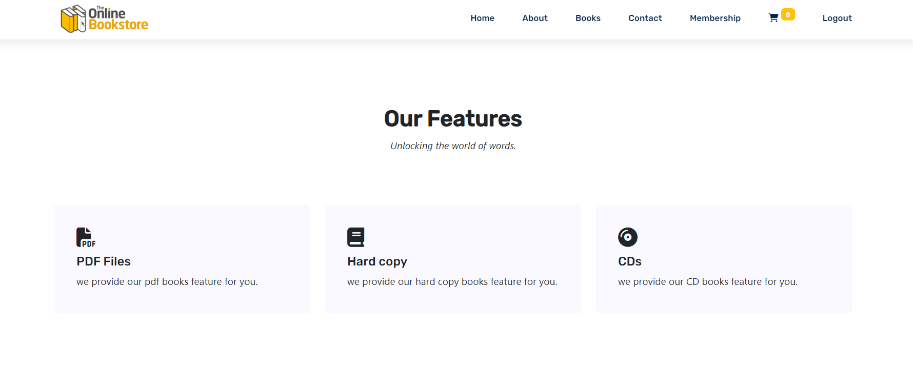 The
Online
Bookstore
Home About Books Contact Membership 0 Logout
Our Features
Unlocking the world of words.
PDF
PDF Files
we provide our pdf books feature for you.
Hard copy
we provide our hard copy books feature for you.
CDs
we provide our CD books feature for you.